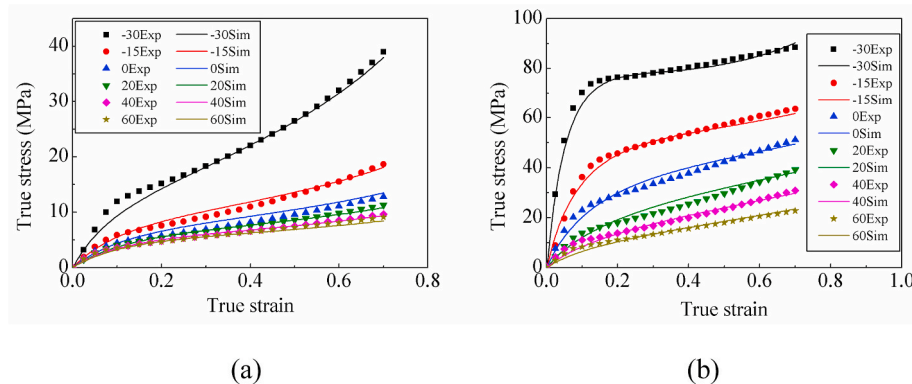 40
30
20
10
0
0.0
0.2
0.4
0.6
0.8
True stress (MPa)
True strain
-30Exp -30Sim
-15Exp -15Sim
0Exp 0Sim
20Exp 20Sim
40Exp 40Sim
60Exp 60Sim
(a)
100
80
60
40
20
0
0.0
0.2
0.4
0.6
0.8
1.0
True stress (MPa)
True strain
-30Exp
-30Sim
-15Exp
-15Sim
0Exp
0Sim
20Exp
20Sim
40Exp
40Sim
60Exp
60Sim
(b)